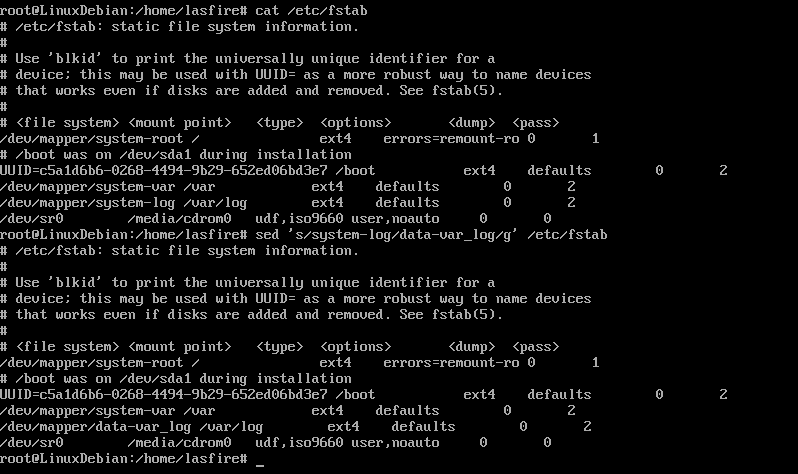 root@LinuxDebian:/home/lasfire# cat /etc/fstab
# /etc/fstab: static file system information.
#
# Use 'blkid' to print the universally unique identifier for a
# device; this may be used with UUID= as a more robust way to name devices
# that works even if disks are added and removed. See fstab(5).
#
# <file system> <mount point>   <type>  <options>       <dump>  <pass>
/dev/mapper/system-root /               ext4    errors=remount-ro 0       1
# /boot was on /dev/sda1 during installation
UUID=c5a1d6b6-0268-4494-9b29-652ed06bd3e7 /boot           ext4    defaults        0       2
/dev/mapper/system-var /var            ext4    defaults        0       2
/dev/mapper/system-log /var/log        ext4    defaults        0       2
/dev/sr0        /media/cdrom0   udf,iso9660 user,noauto     0       0
root@LinuxDebian:/home/lasfire# sed 's/system-log/data-var_log/g' /etc/fstab
# /etc/fstab: static file system information.
#
# Use 'blkid' to print the universally unique identifier for a
# device; this may be used with UUID= as a more robust way to name devices
# that works even if disks are added and removed. See fstab(5).
#
# <file system> <mount point>   <type>  <options>       <dump>  <pass>
/dev/mapper/system-root /               ext4    errors=remount-ro 0       1
# /boot was on /dev/sda1 during installation
UUID=c5a1d6b6-0268-4494-9b29-652ed06bd3e7 /boot           ext4    defaults        0       2
/dev/mapper/system-var /var            ext4    defaults        0       2
/dev/mapper/data-var_log /var/log        ext4    defaults        0       2
/dev/sr0        /media/cdrom0   udf,iso9660 user,noauto     0       0
root@LinuxDebian:/home/lasfire# _